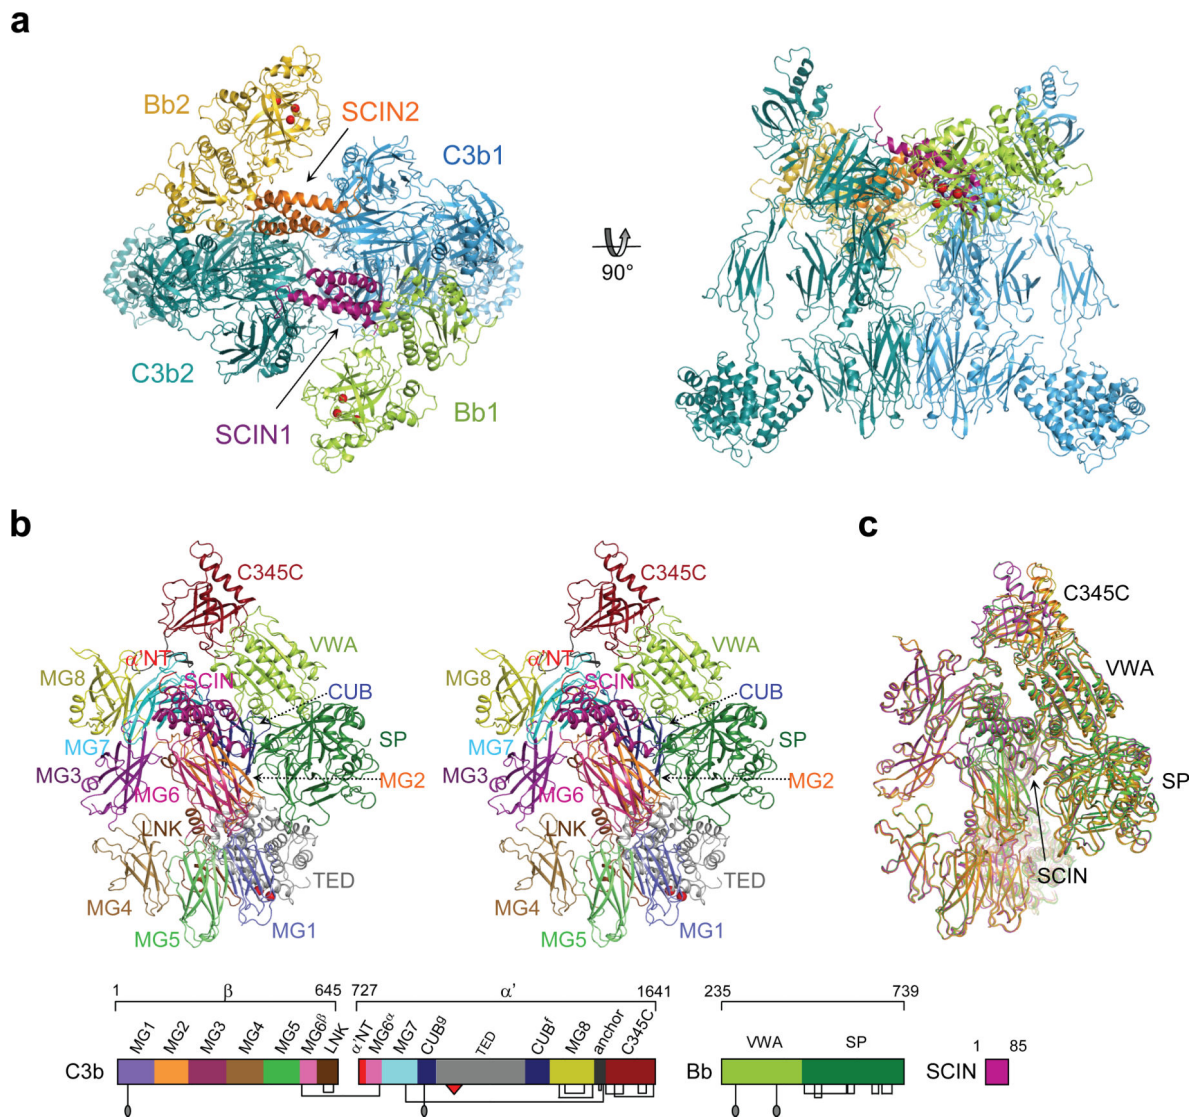 a
Bb2
SCIN2
C3b1
90°
C3b2
SCIN1
Bb1
b
c
C345C
VWA
α'NT
MG8
SCIN
CUB
MG7
MG3
SP
MG6
MG2
LNK
TED
MG4
MG5
MG1
C345C
VWA
α'NT
MG8
SCIN
CUB
MG7
MG3
SP
MG6
MG2
LNK
TED
MG4
MG5
MG1
C345C
VWA
SP
SCIN
1 β 645 727 α' 1641 235 739
MG1 MG2 MG3 MG4 MG5 MG6β LNK α'NT MG6α MG7 CUBg TED CUBf MG8 anchor C345C VWA SP 1 85
C3b Bb SCIN